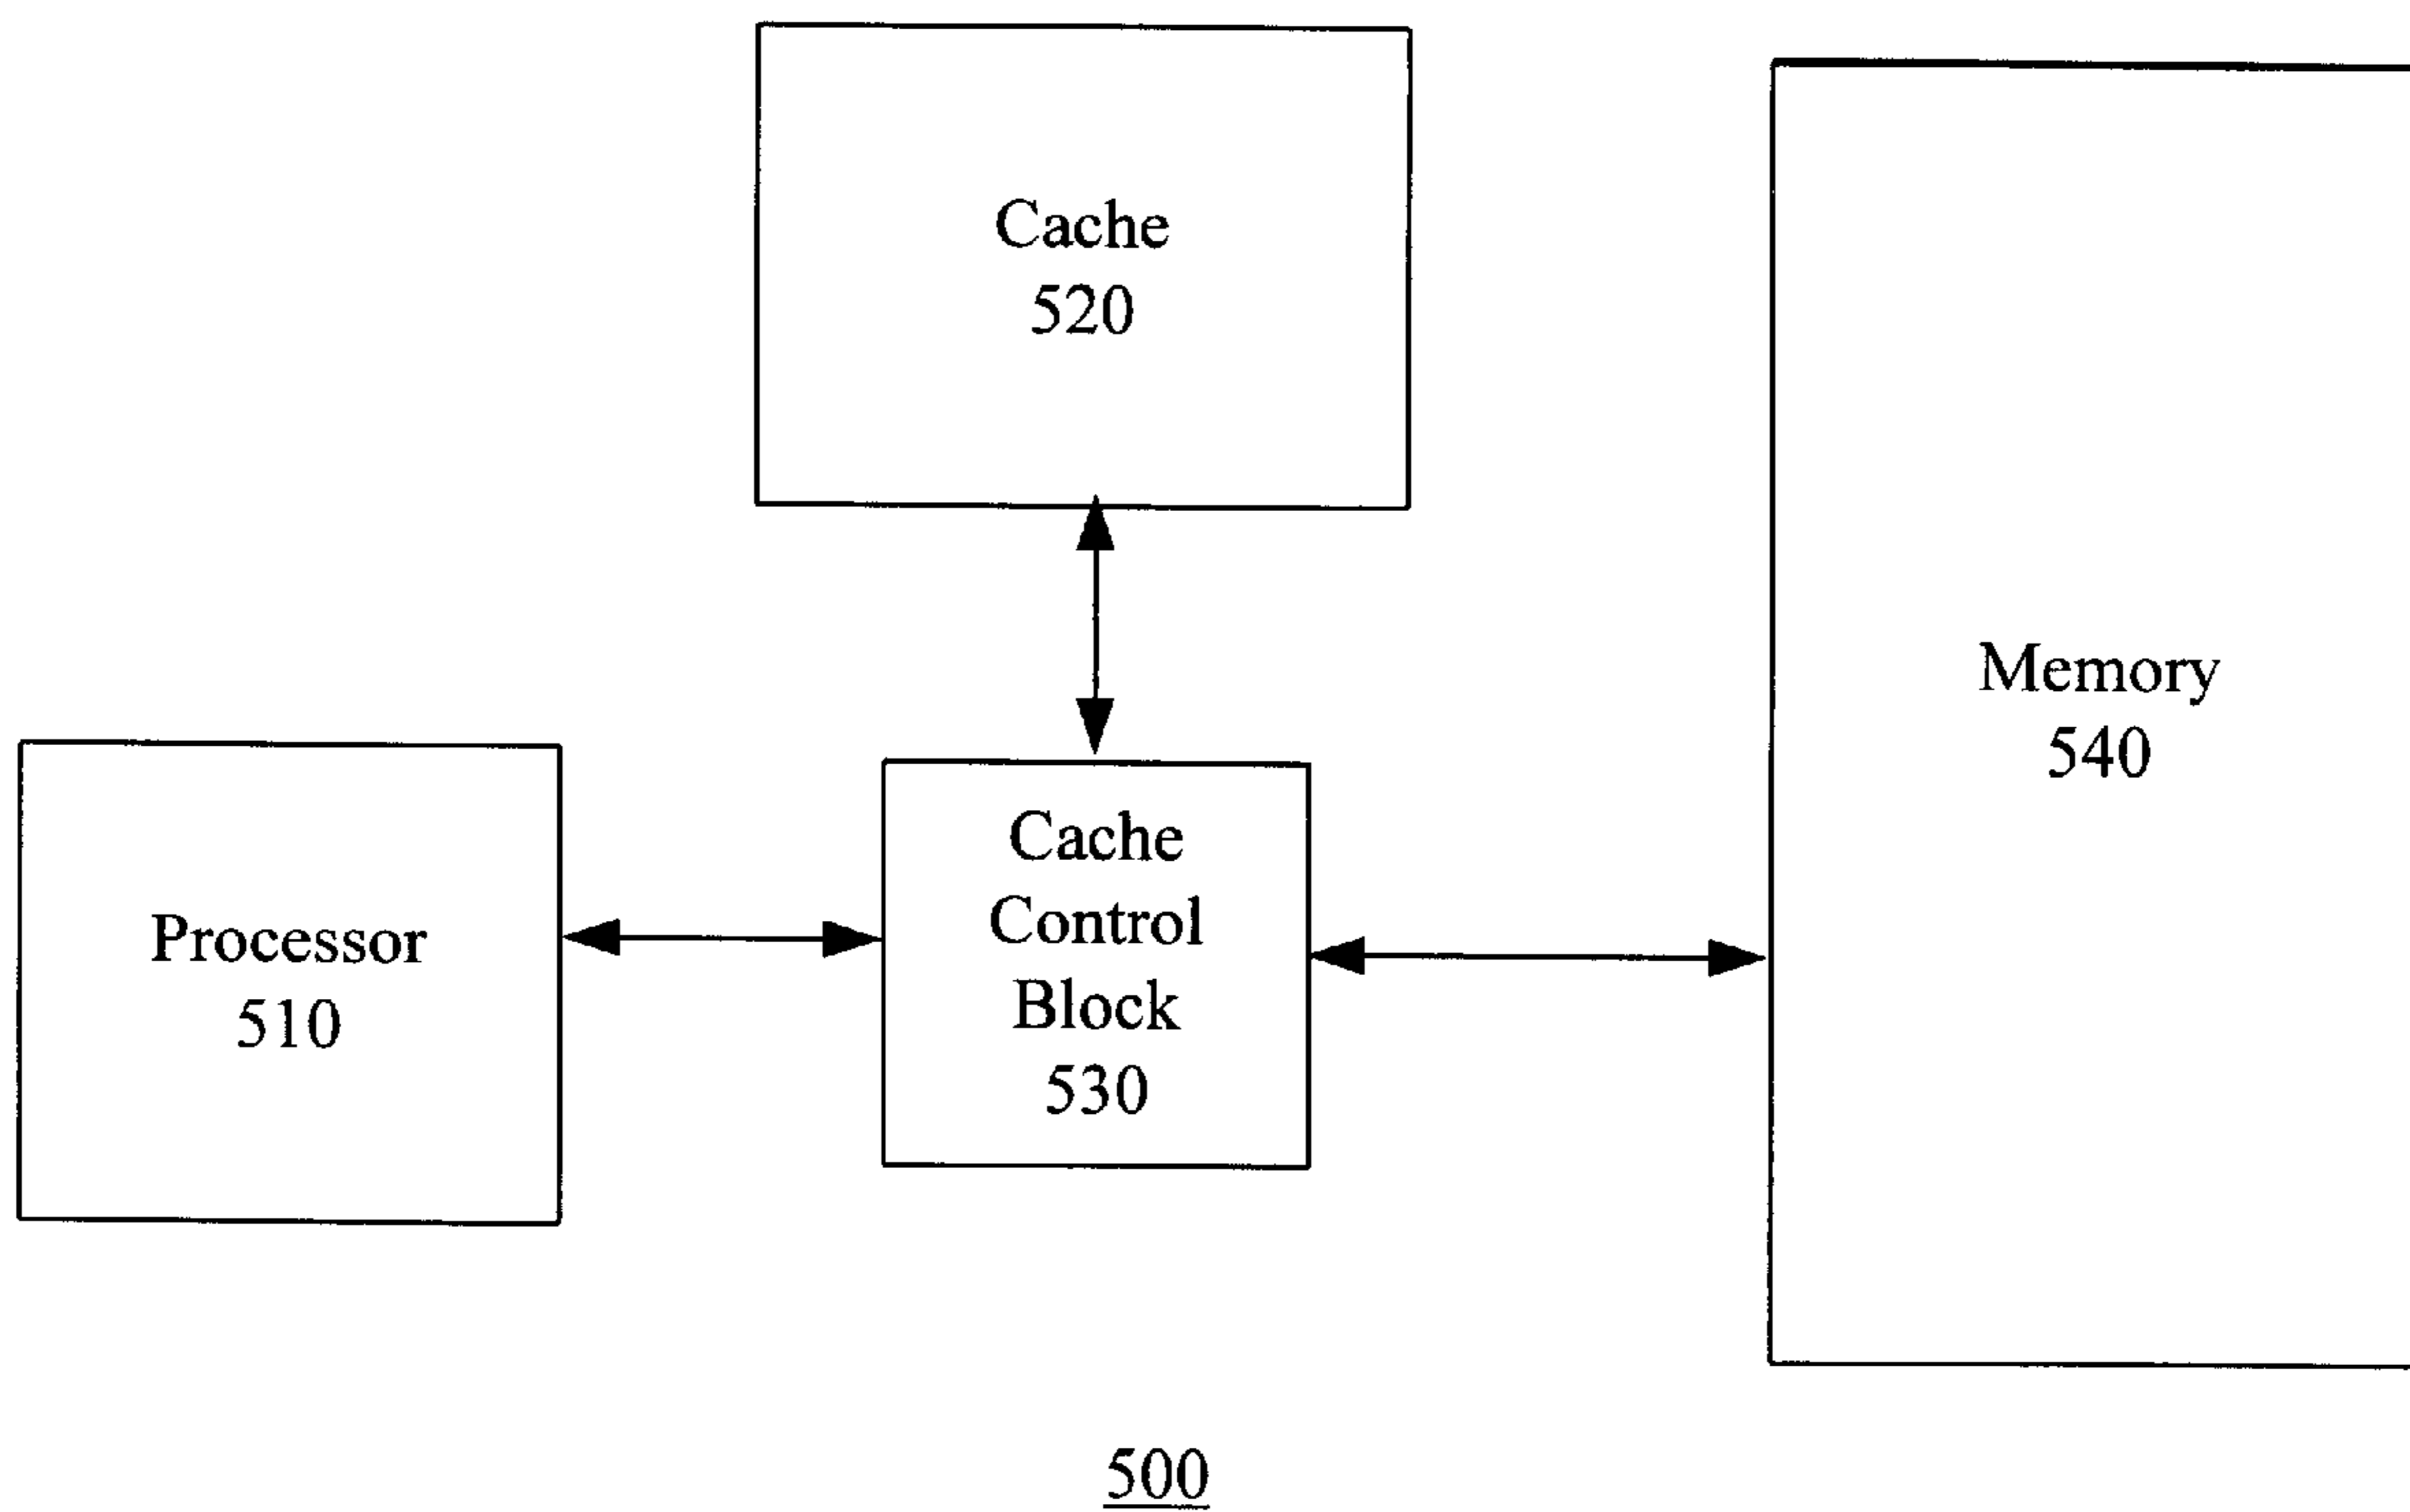 Cache
520
Memory
540
Processor
510
Cache
Control
Block
530
500